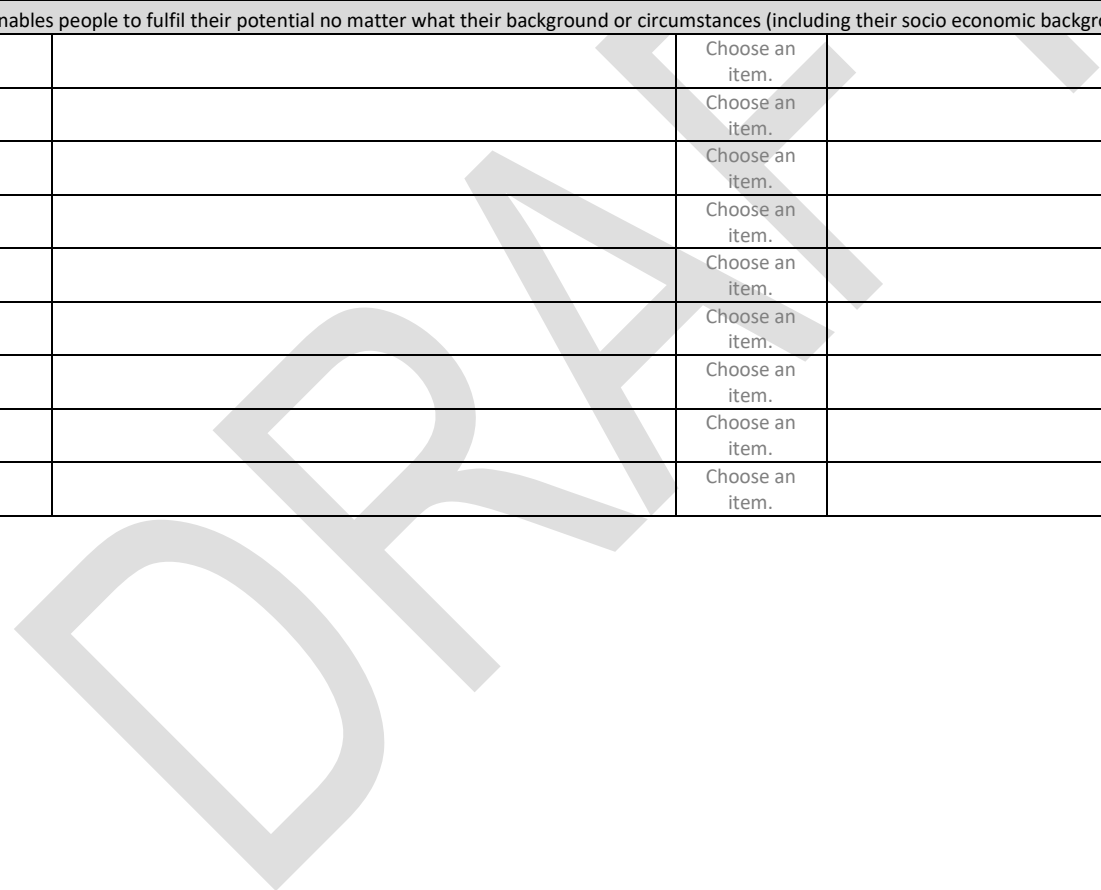 nables people to fulfil their potential no matter what their background or circumstances (including their socio economic backgr
Choose an
item.
Choose an
item.
Choose an
item.
Choose an
item.
Choose an
item.
Choose an
item.
Choose an
item.
Choose an
item.
Choose an
item.
DRAFT